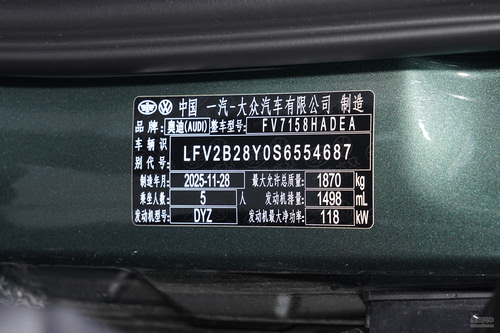 中国 一汽-大众汽车有限公司 制造
品牌 奥迪(AUDI) 整车型号: FV7158HADEA
车辆识别代号: LFV2B28Y0S6554687
制造年月 2025-11-28 最大允许总质量: 1870 kg
乘坐人数: 5 人 发动机排量: 1498 mL
发动机型号: DYZ 发动机最大净功率: 118 kW